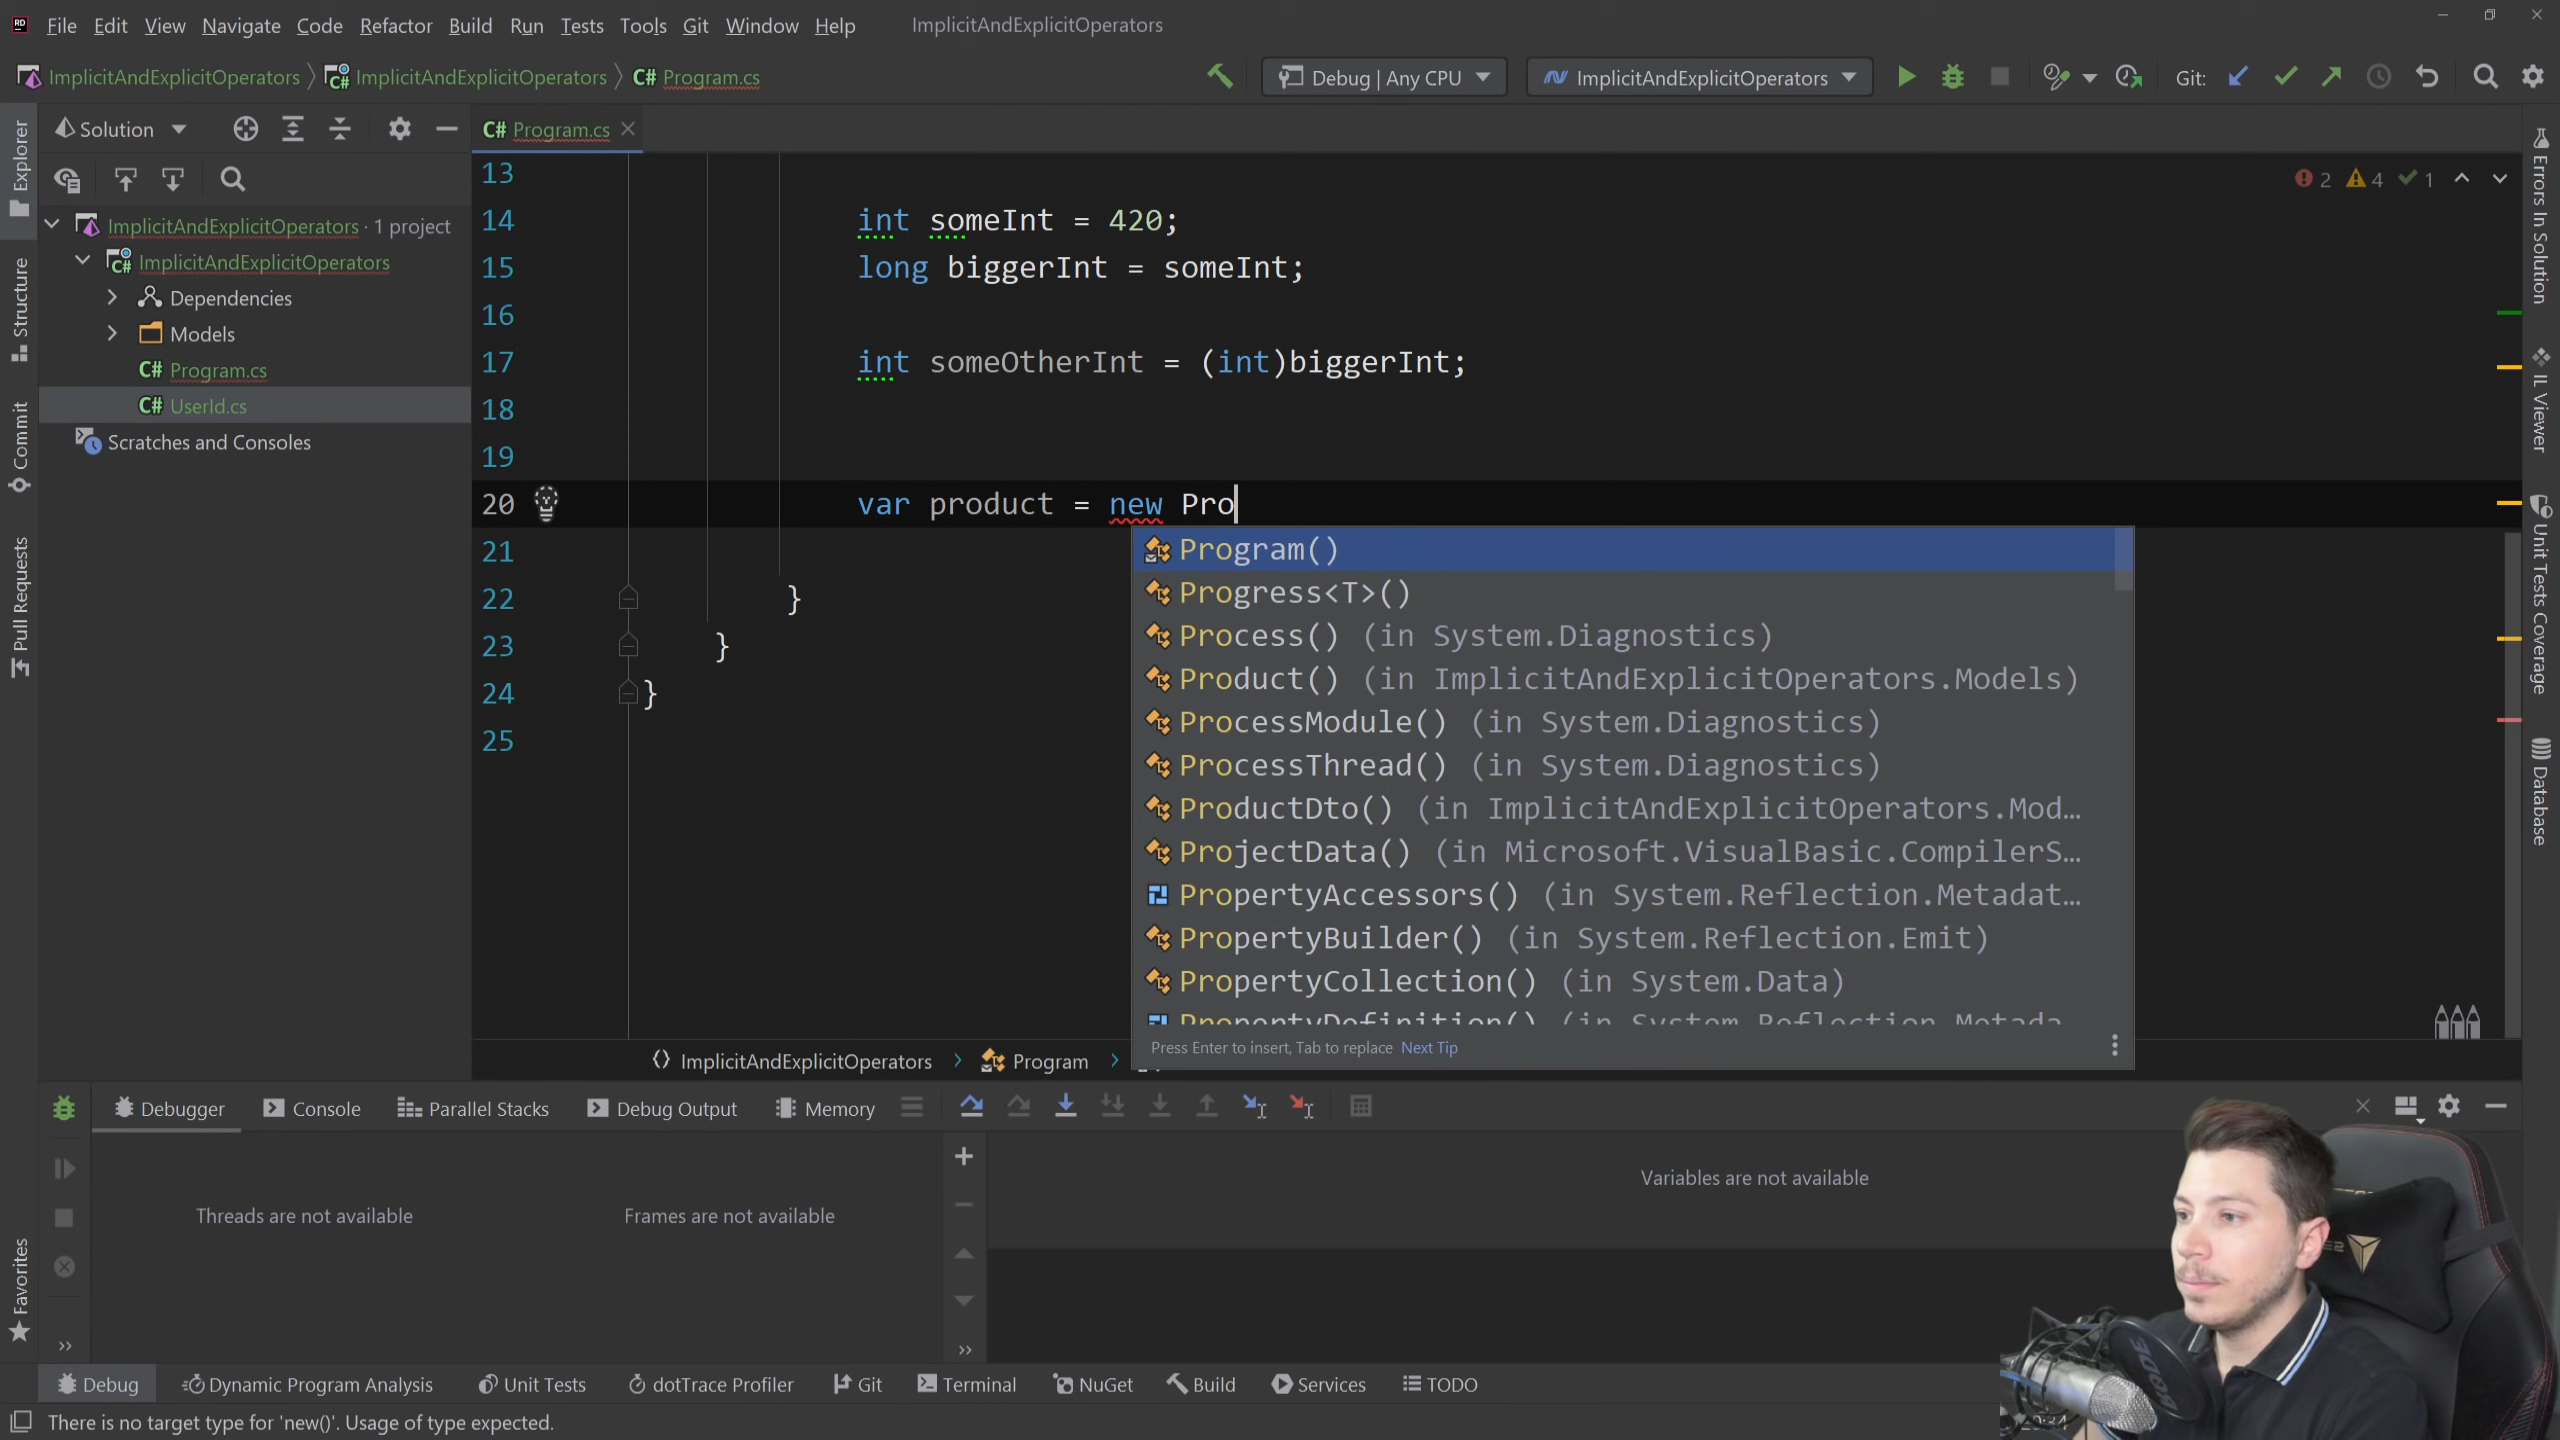 File Edit View Navigate Code Refactor Build Run Tests Tools Git Window Help ImplicitAndExplicitOperators
ImplicitAndExplicitOperators ImplicitAndExplicitOperators C# Program.cs Debug | Any CPU ImplicitAndExplicitOperators Git:
Solution
C# Program.cs
Explorer
Structure
Commit
Pull Requests
Favorites
ImplicitAndExplicitOperators · 1 project
ImplicitAndExplicitOperators
Dependencies
Models
C# Program.cs
C# UserId.cs
Scratches and Consoles
2 4 1
13
14 int someInt = 420;
15 long biggerInt = someInt;
16
17 int someOtherInt = (int)biggerInt;
18
19
20 var product = new Pro
21
22 }
23 }
24 }
25
Program()
Progress<T>()
Process() (in System.Diagnostics)
Product() (in ImplicitAndExplicitOperators.Models)
ProcessModule() (in System.Diagnostics)
ProcessThread() (in System.Diagnostics)
ProductDto() (in ImplicitAndExplicitOperators.Mod…
ProjectData() (in Microsoft.VisualBasic.CompilerS…
PropertyAccessors() (in System.Reflection.Metadat…
PropertyBuilder() (in System.Reflection.Emit)
PropertyCollection() (in System.Data)
PropertyDefinition() (in System.Reflection.Metada
Press Enter to insert, Tab to replace Next Tip
ImplicitAndExplicitOperators Program
Errors In Solution
IL Viewer
Unit Tests Coverage
Database
Debugger Console Parallel Stacks Debug Output Memory
Threads are not available
Frames are not available
Variables are not available
Debug Dynamic Program Analysis Unit Tests dotTrace Profiler Git Terminal NuGet Build Services TODO
There is no target type for 'new()'. Usage of type expected.
RODE